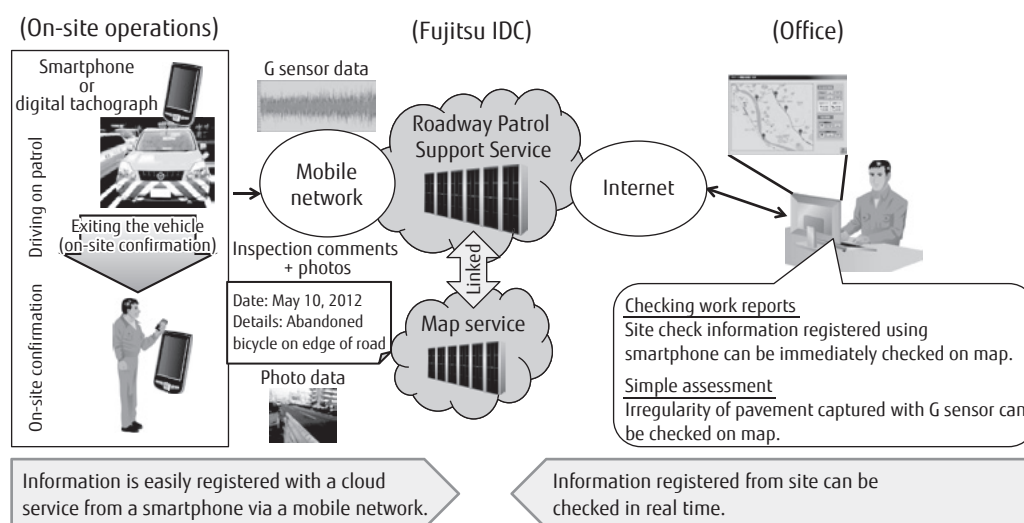 (On-site operations)
(Fujitsu IDC)
(Office)
Smartphone
or
digital tachograph
Driving on patrol
Exiting the vehicle
(on-site confirmation)
On-site confirmation
G sensor data
Mobile
network
Roadway Patrol
Support Service
Internet
Linked
Map service
Inspection comments
+ photos
Date: May 10, 2012
Details: Abandoned
bicycle on edge of road
Photo data
Checking work reports
Site check information registered using
smartphone can be immediately checked on map.
Simple assessment
Irregularity of pavement captured with G sensor can
be checked on map.
Information is easily registered with a cloud
service from a smartphone via a mobile network.
Information registered from site can be
checked in real time.